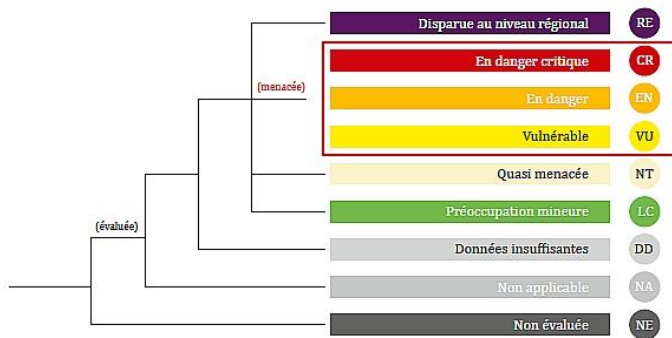 Disparue au niveau régional RE
En danger critique CR
(menacée)
En danger EN
Vulnérable VU
Quasi menacée NT
Préoccupation mineure LC
(évaluée)
Données insuffisantes DD
Non applicable NA
Non évaluée NE